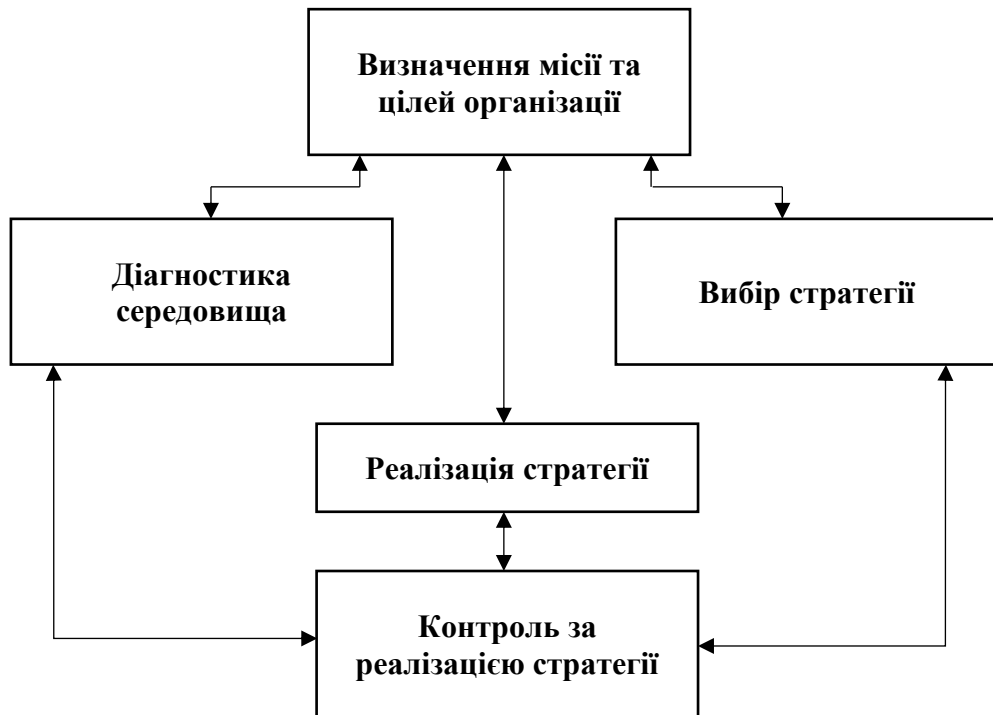 Визначення місії та
цілей організації
Діагностика
середовища
Вибір стратегії
Реалізація стратегії
Контроль за
реалізацією стратегії